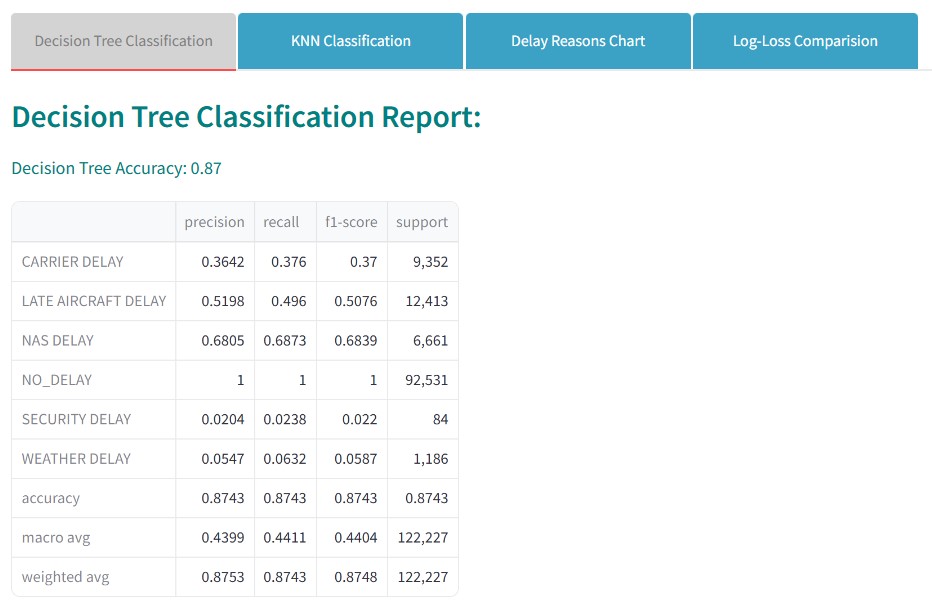 Decision Tree Classification KNN Classification Delay Reasons Chart Log-Loss Comparision
Decision Tree Classification Report:
Decision Tree Accuracy: 0.87
precision recall f1-score support
CARRIER DELAY 0.3642 0.376 0.37 9,352
LATE AIRCRAFT DELAY 0.5198 0.496 0.5076 12,413
NAS DELAY 0.6805 0.6873 0.6839 6,661
NO_DELAY 1 1 1 92,531
SECURITY DELAY 0.0204 0.0238 0.022 84
WEATHER DELAY 0.0547 0.0632 0.0587 1,186
accuracy 0.8743 0.8743 0.8743 0.8743
macro avg 0.4399 0.4411 0.4404 122,227
weighted avg 0.8753 0.8743 0.8748 122,227